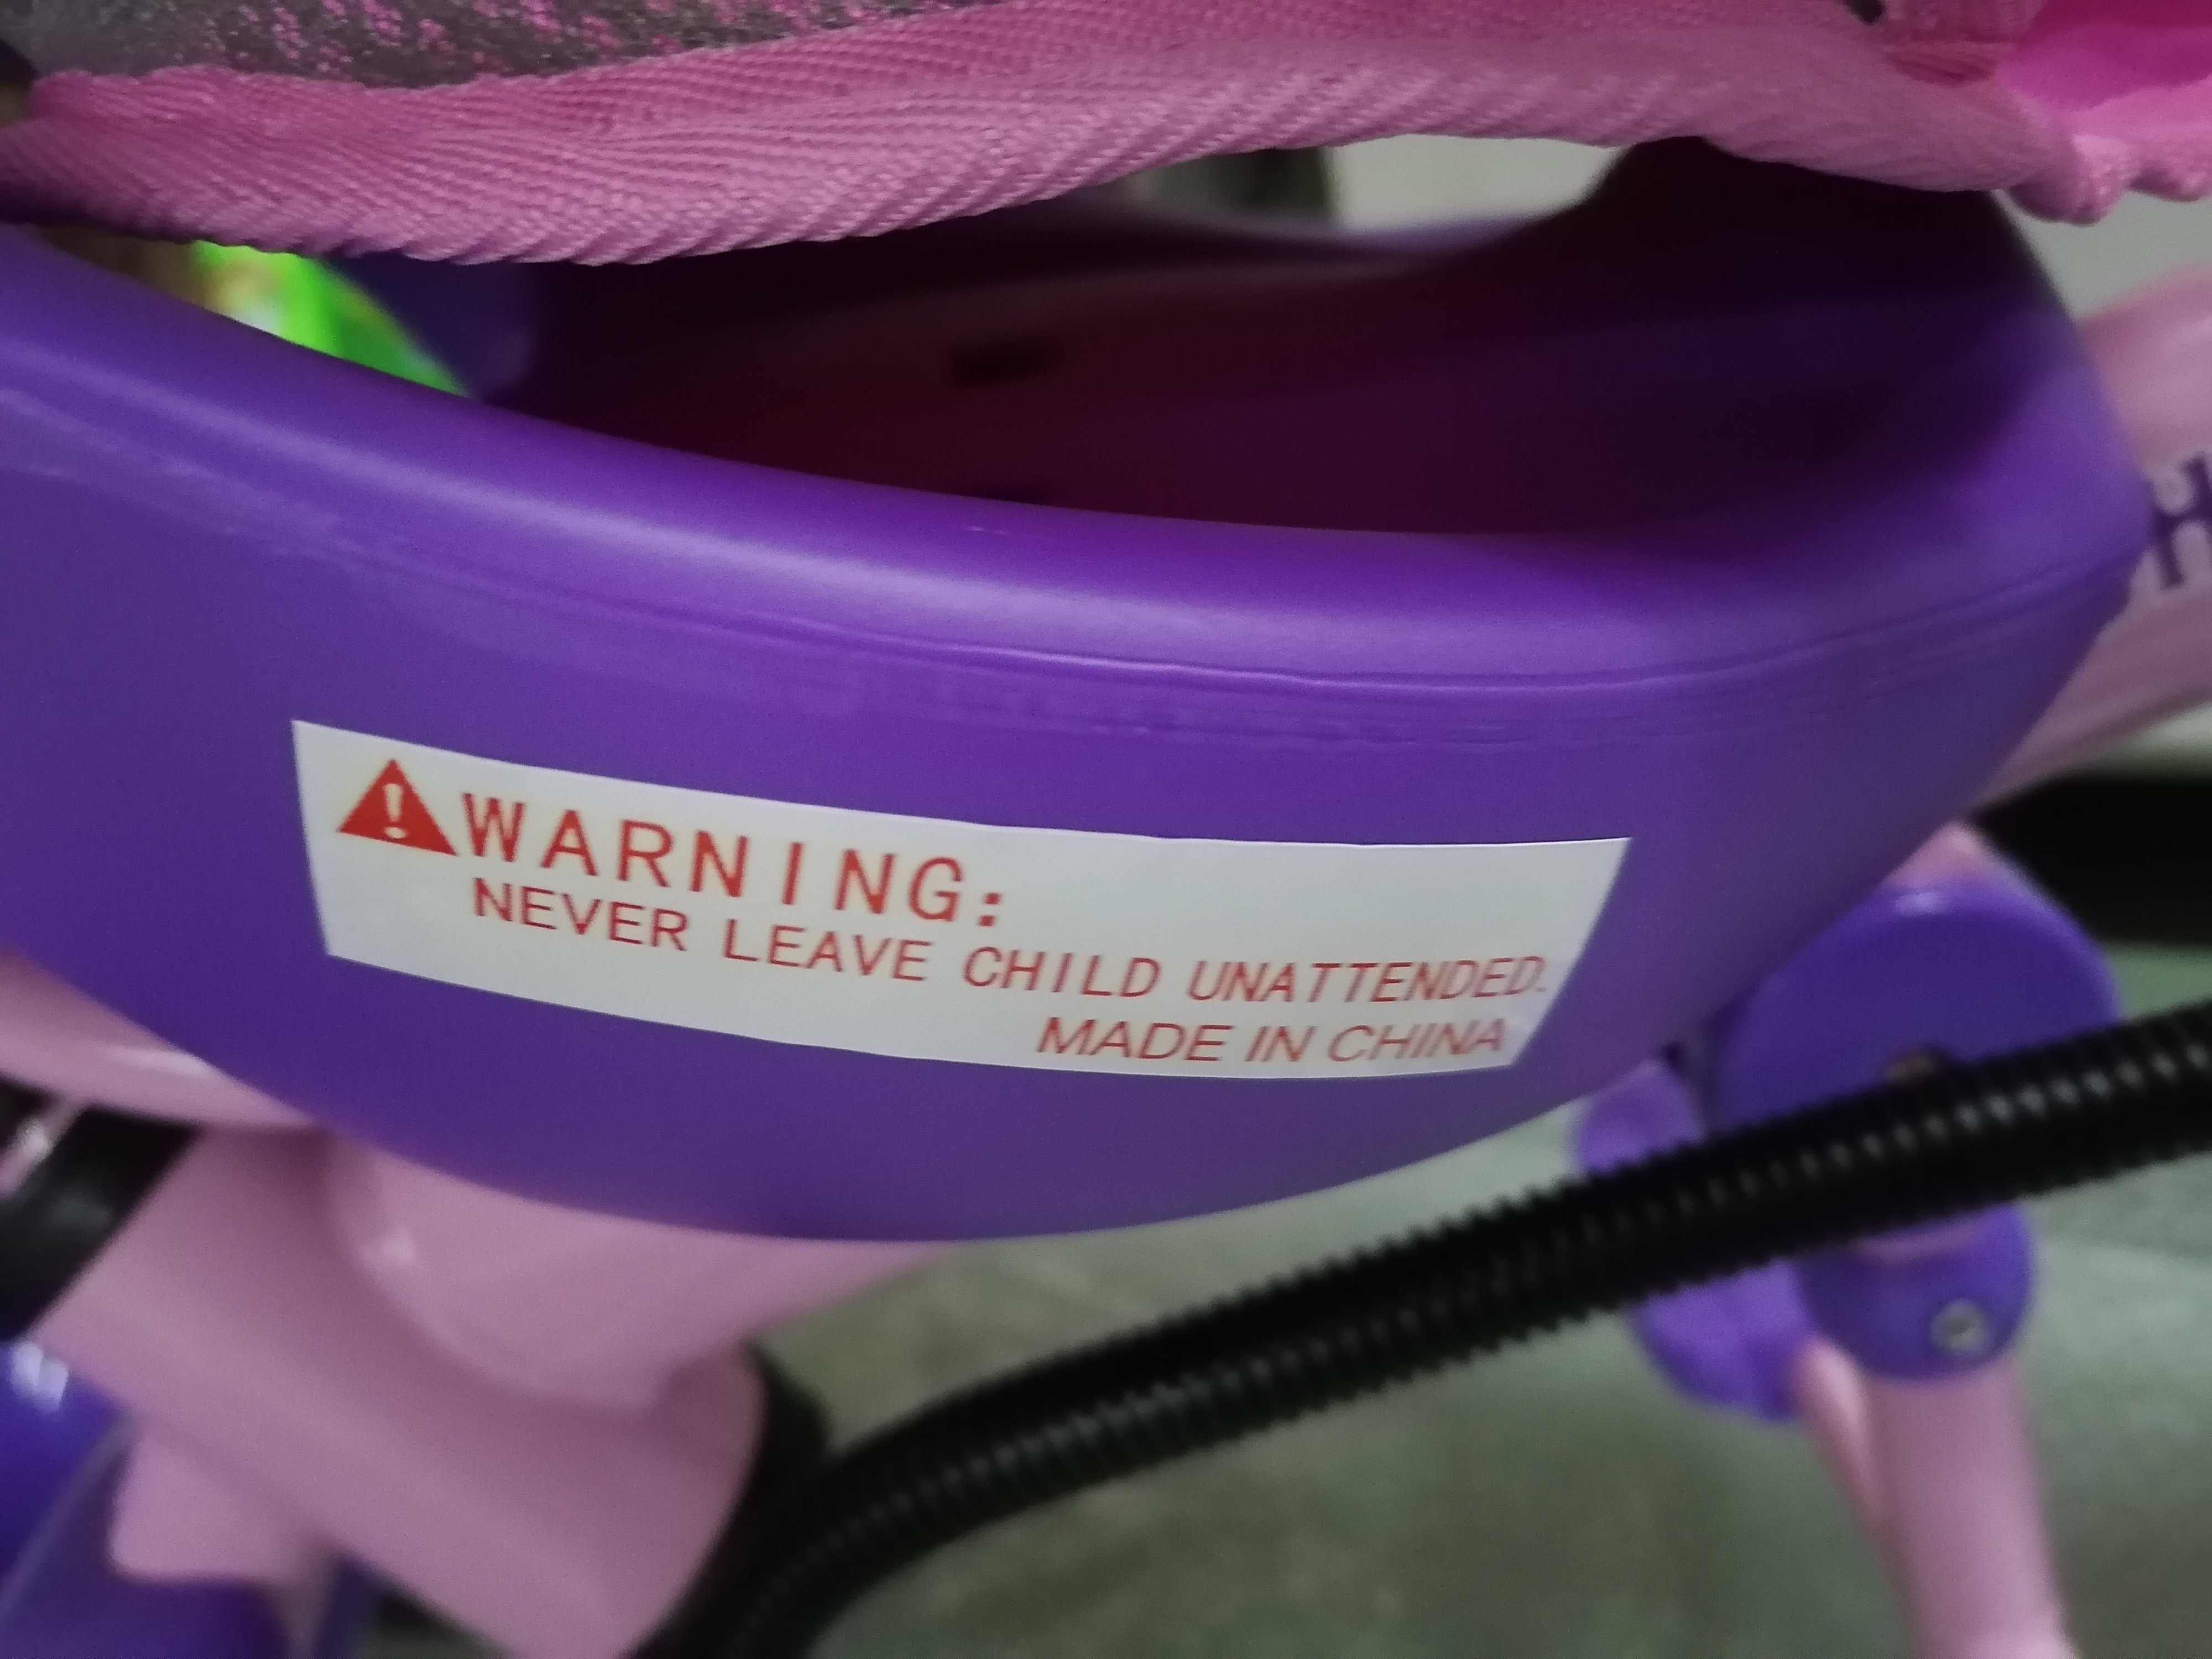 WARNING:
NEVER LEAVE CHILD UNATTENDED.
MADE IN CHINA
H